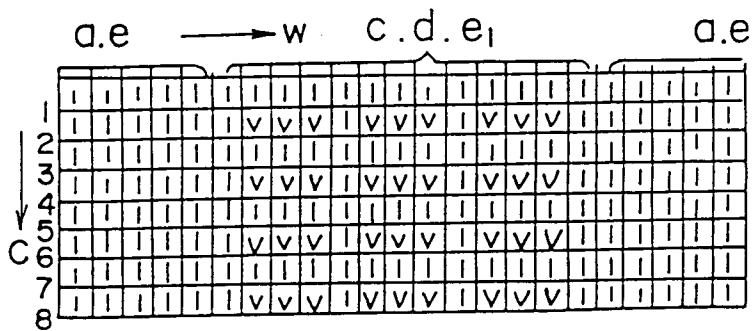 a.e → w c.d.e1 a.e
| | | | | | | | | | | | | | | | | | | | | | |
1 | | | | | | v v v | v v v | v v v | | | | | |
2 | | | | | | | | | | | | | | | | | | | | | | |
3 | | | | | | v v v | v v v | v v v | | | | | |
4 | | | | | | | | | | | | | | | | | | | | | | |
5 | | | | | | v v v | v v v | v v v | | | | | |
C 6 | | | | | | | | | | | | | | | | | | | | | | |
7 | | | | | | v v v | v v v | v v v | | | | | |
8